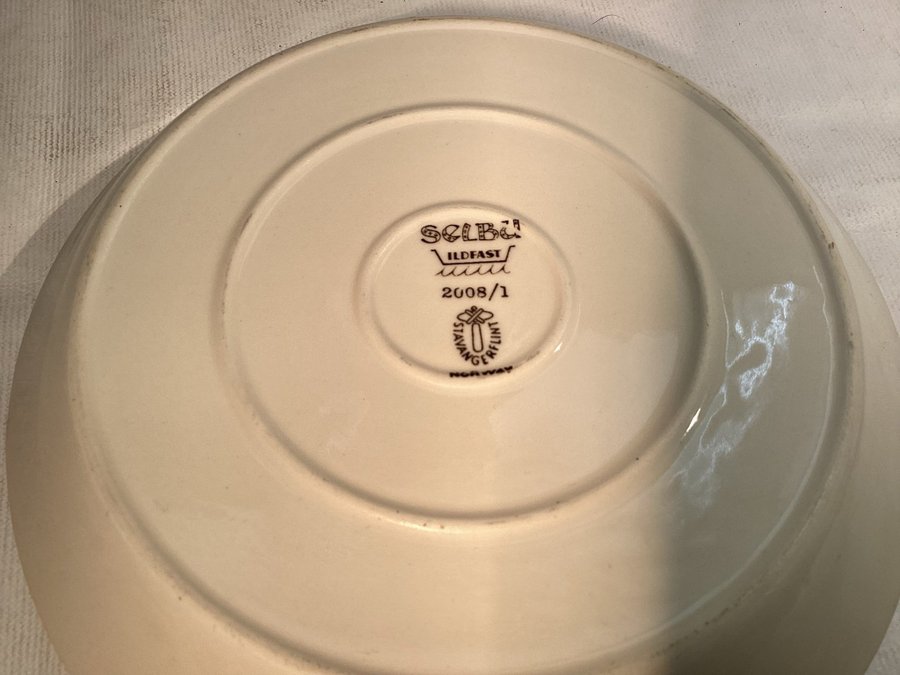 SELBU
ILDFAST
2008/1
STAVANGERFLINT
NORWAY